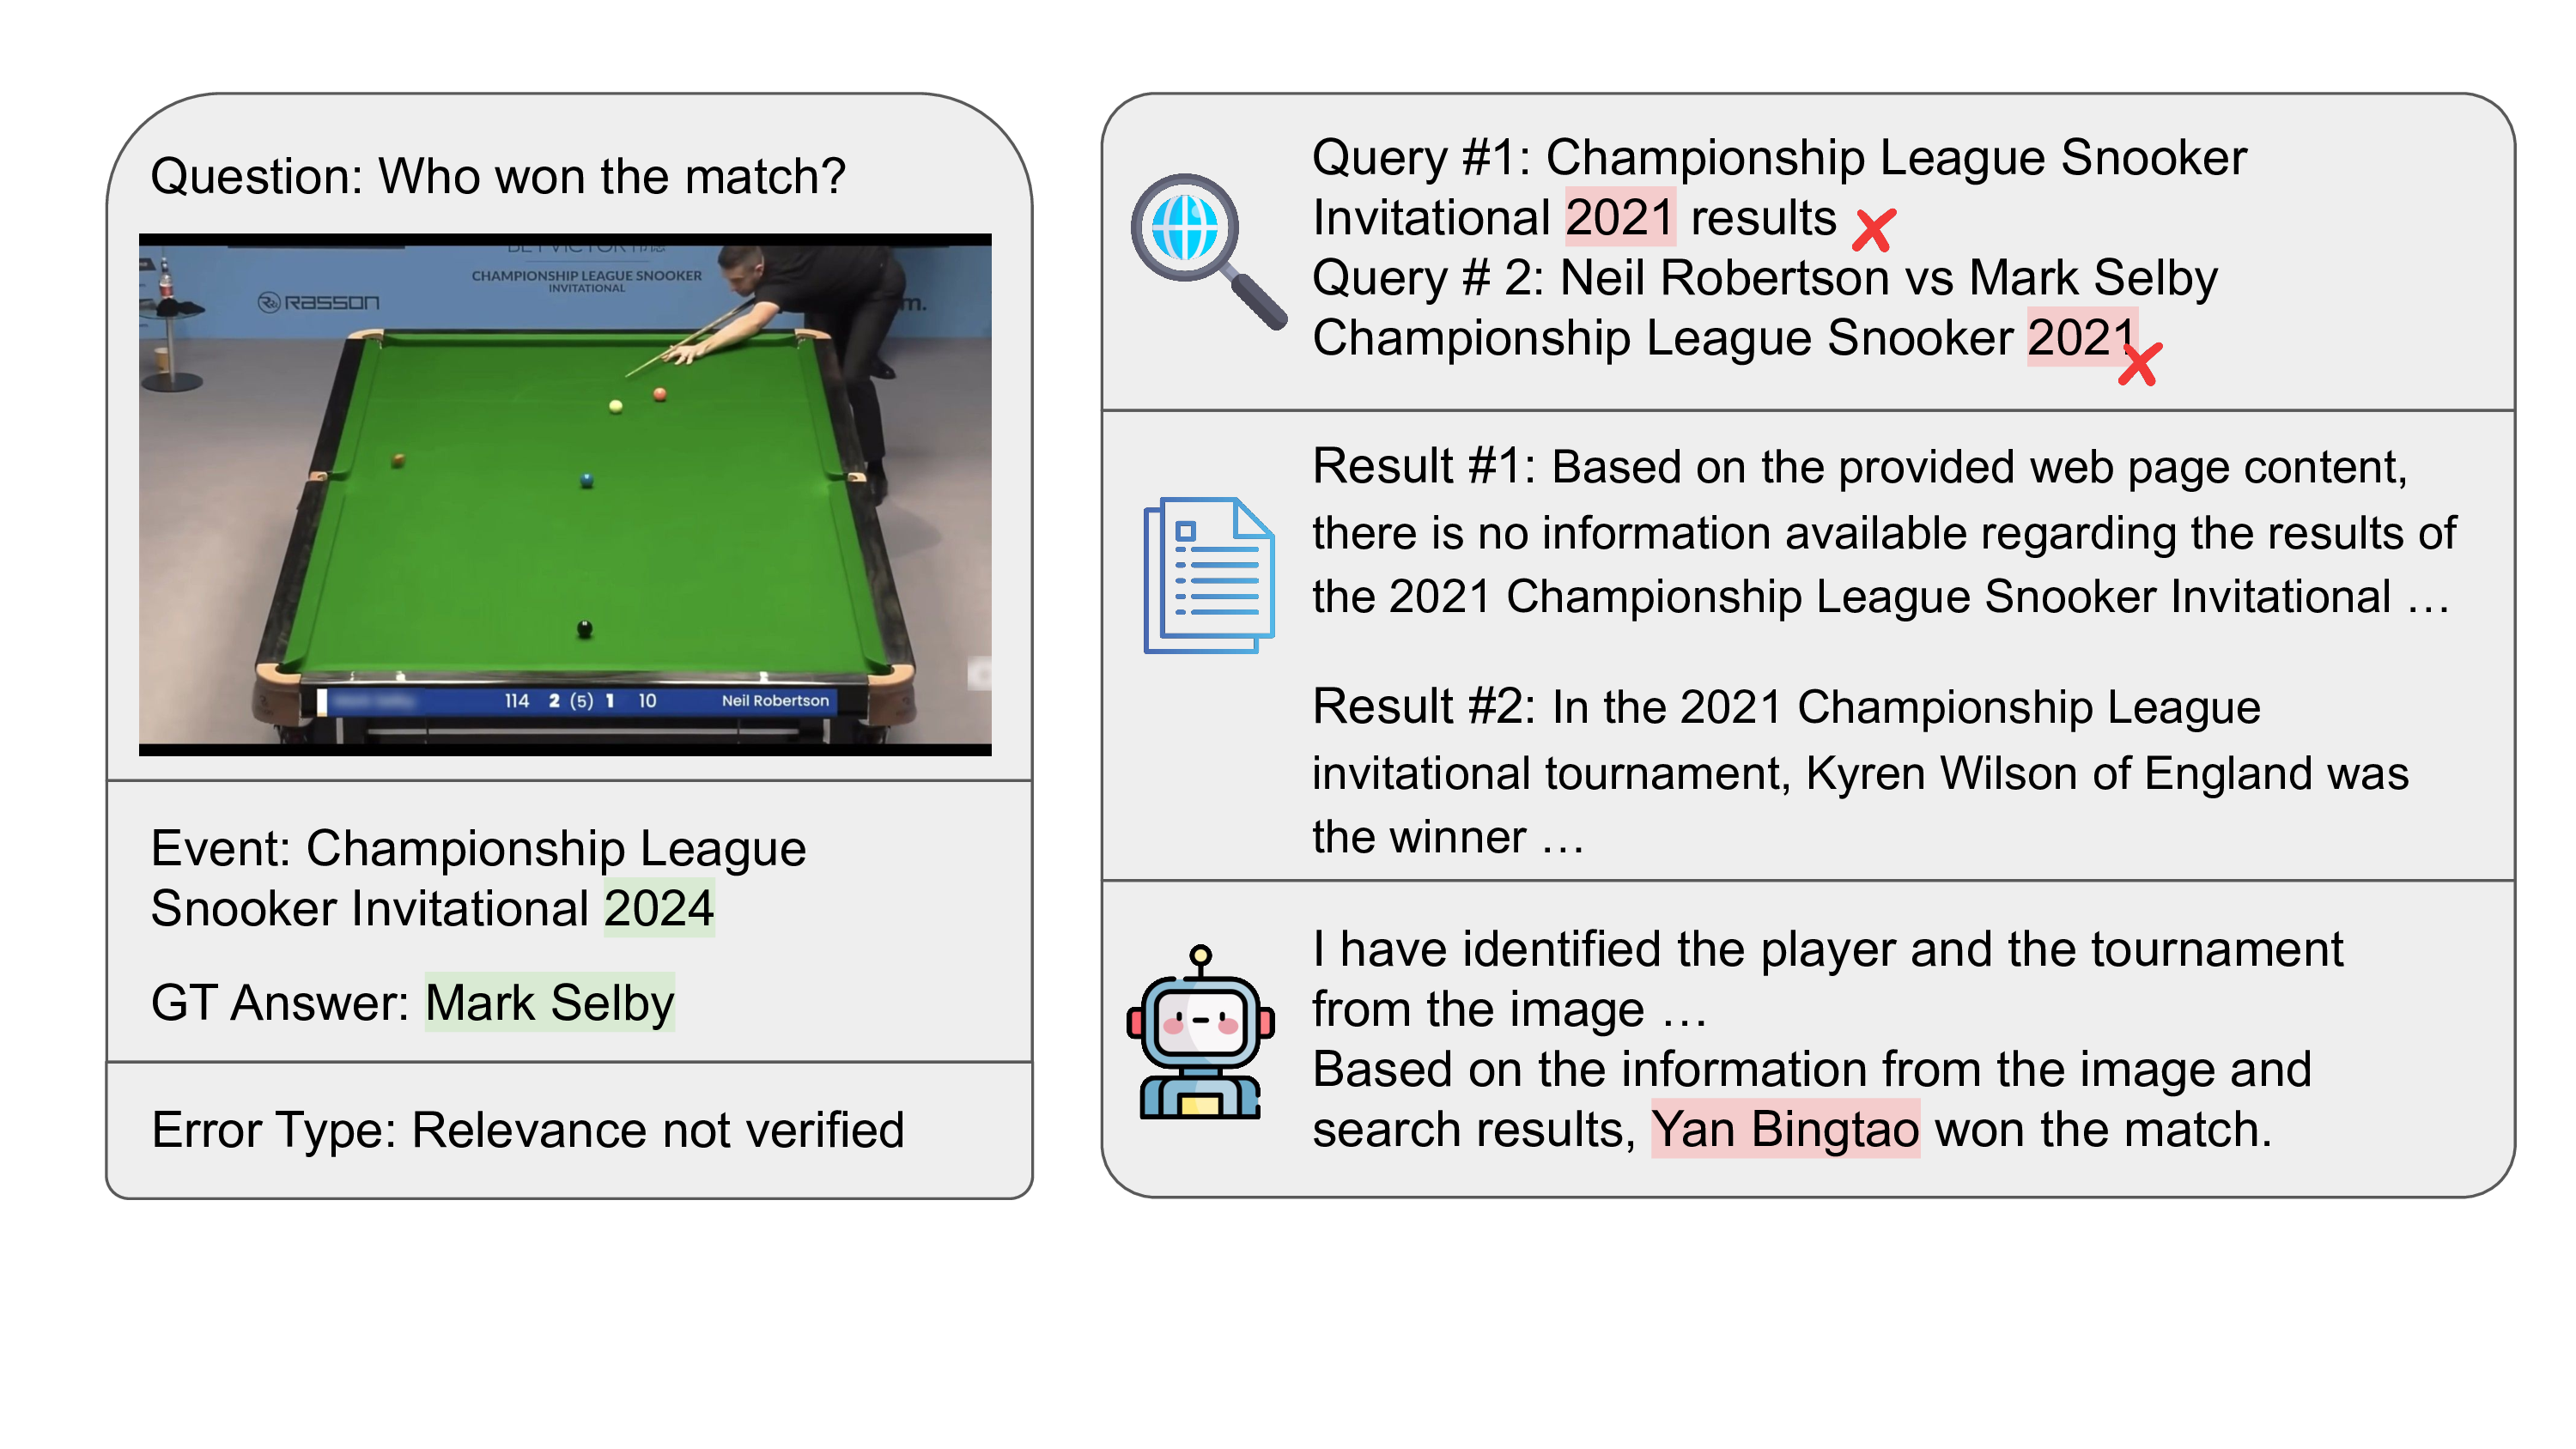 Question: Who won the match?
CHAMPIONSHIP LEAGUE SNOOKER
INVITATIONAL
RASSON
m.
114 2 (5) 1 10 Neil Robertson
Event: Championship League
Snooker Invitational 2024
GT Answer: Mark Selby
Error Type: Relevance not verified
Query #1: Championship League Snooker
Invitational 2021 results
Query # 2: Neil Robertson vs Mark Selby
Championship League Snooker 2021
Result #1: Based on the provided web page content,
there is no information available regarding the results of
the 2021 Championship League Snooker Invitational …
Result #2: In the 2021 Championship League
invitational tournament, Kyren Wilson of England was
the winner …
I have identified the player and the tournament
from the image …
Based on the information from the image and
search results, Yan Bingtao won the match.